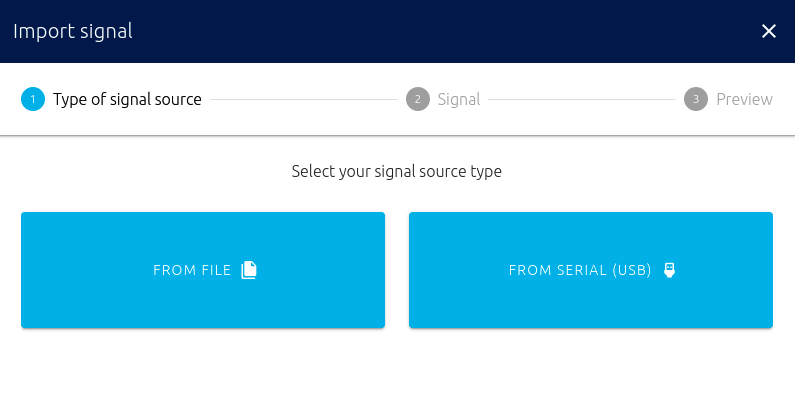 Import signal
1 Type of signal source 2 Signal 3 Preview
Select your signal source type
FROM FILE FROM SERIAL (USB)